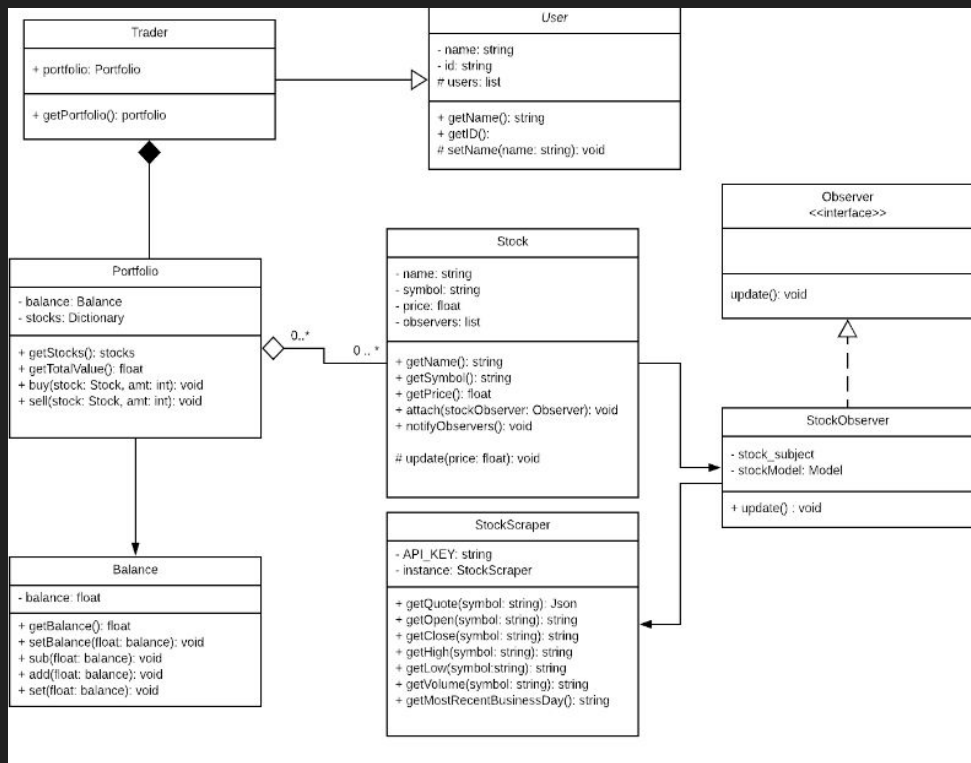 Trader
+ portfolio: Portfolio
+ getPortfolio(): portfolio
User
- name: string
- id: string
# users: list
+ getName(): string
+ getID():
# setName(name: string): void
Observer
<<interface>>
update(): void
Portfolio
- balance: Balance
- stocks: Dictionary
+ getStocks(): stocks
+ getTotalValue(): float
+ buy(stock: Stock, amt: int): void
+ sell(stock: Stock, amt: int): void
0..*
0 .. *
Stock
- name: string
- symbol: string
- price: float
- observers: list
+ getName(): string
+ getSymbol(): string
+ getPrice(): float
+ attach(stockObserver: Observer): void
+ notifyObservers(): void
# update(price: float): void
StockObserver
- stock_subject
- stockModel: Model
+ update() : void
StockScraper
- API_KEY: string
- instance: StockScraper
+ getQuote(symbol: string): Json
+ getOpen(symbol: string): string
+ getClose(symbol: string): string
+ getHigh(symbol: string): string
+ getLow(symbol:string): string
+ getVolume(symbol: string): string
+ getMostRecentBusinessDay(): string
Balance
- balance: float
+ getBalance(): float
+ setBalance(float: balance): void
+ sub(float: balance): void
+ add(float: balance): void
+ set(float: balance): void